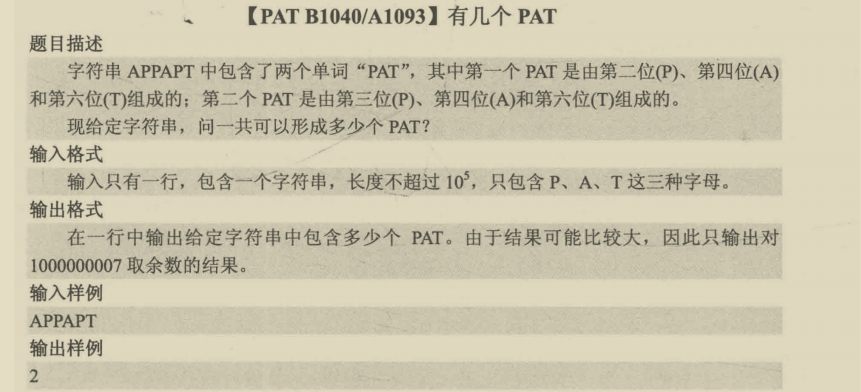 【PAT B1040/A1093】有几个 PAT
题目描述
字符串 APPAPT 中包含了两个单词“PAT”，其中第一个 PAT 是由第二位(P)、第四位(A)
和第六位(T)组成的；第二个 PAT 是由第三位(P)、第四位(A)和第六位(T)组成的。
现给定字符串，问一共可以形成多少个 PAT？
输入格式
输入只有一行，包含一个字符串，长度不超过 10⁵，只包含 P、A、T 这三种字母。
输出格式
在一行中输出给定字符串中包含多少个 PAT。由于结果可能比较大，因此只输出对
1000000007 取余数的结果。
输入样例
APPAPT
输出样例
2